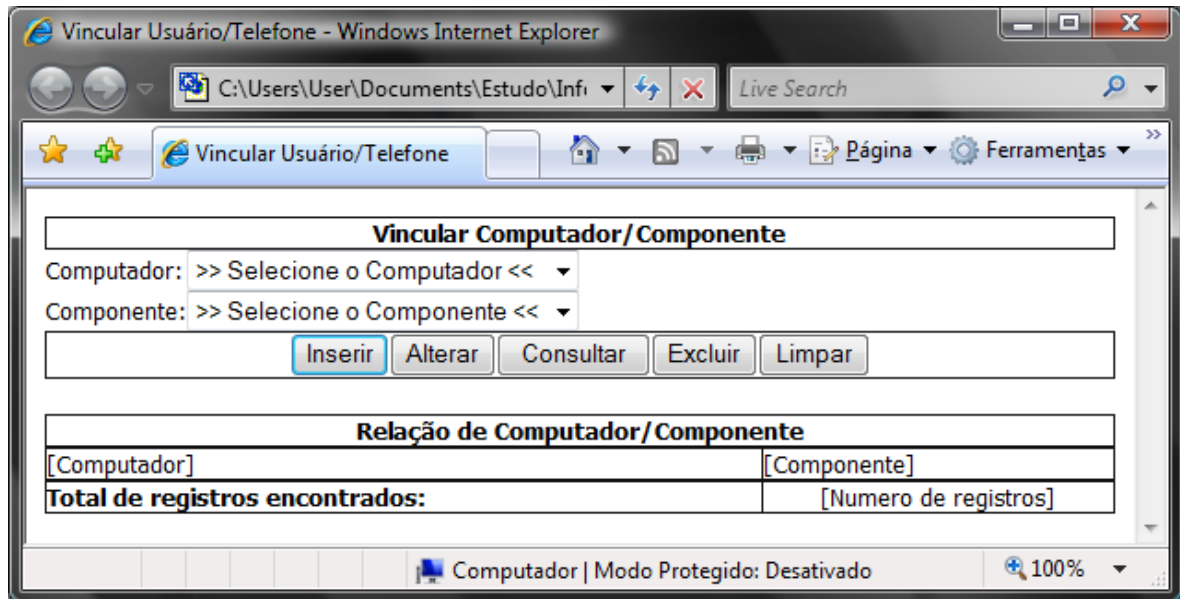 Vincular Usuário/Telefone - Windows Internet Explorer
C:\Users\User\Documents\Estudo\Info
Live Search
Vincular Usuário/Telefone
Página
Ferramentas
Vincular Computador/Componente
Computador: >> Selecione o Computador <<
Componente: >> Selecione o Componente <<
Inserir Alterar Consultar Excluir Limpar
Relação de Computador/Componente
[Computador] [Componente]
Total de registros encontrados: [Numero de registros]
Computador | Modo Protegido: Desativado
100%